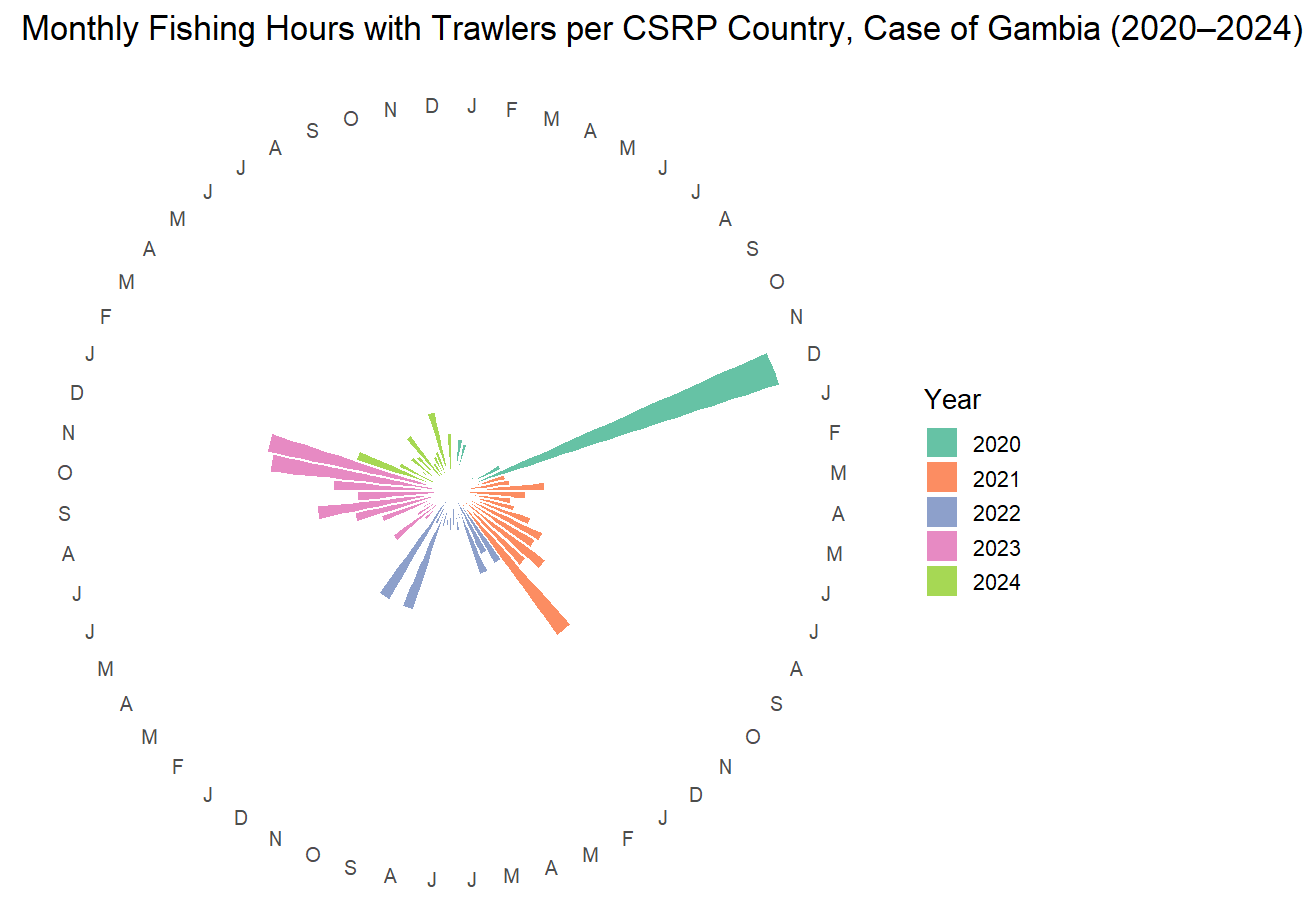 Monthly Fishing Hours with Trawlers per CSRP Country, Case of Gambia (2020–2024)
J F M A M J J A S O N D
J F M A M J J A S O N D
J F M A M J J A S O N D
J F M A M J J A S O N D
J F M A M J J A S O N D
Year
2020
2021
2022
2023
2024